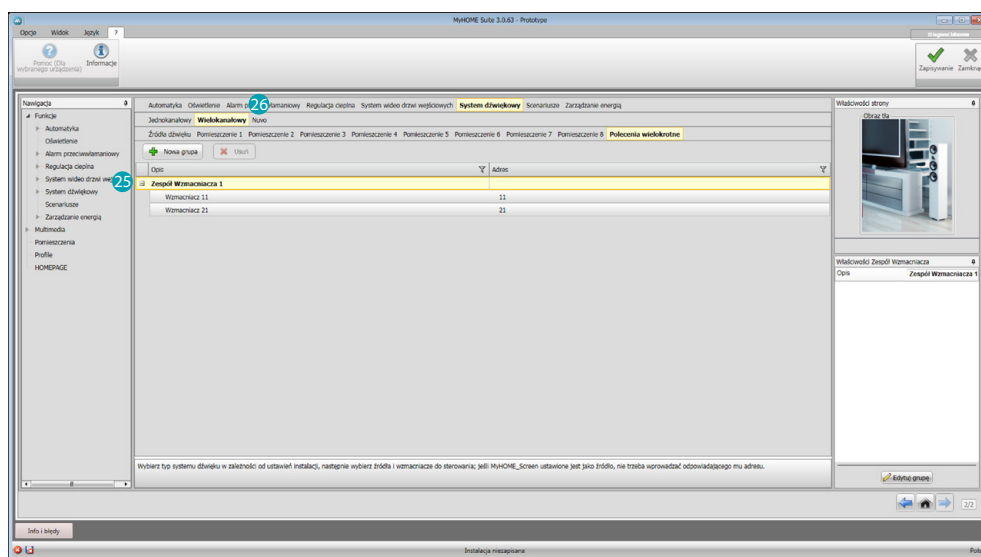 MyHOME Suite 3.0.63 - Prototype
Opcje Widok Język ?
Pomoc (Dla wybranego urządzenia)
Informacje
Zapisywanie Zamknąć
Nawigacja
Funkcje
Automatyka
Oświetlenie
Alarm przeciwwłamaniowy
Regulacja cieplna
System wideo drzwi wej
25
System dźwiękowy
Scenariusze
Zarządzanie energią
Multimedia
Pomieszczenia
Profile
HOMEPAGE
Automatyka Oświetlenie Alarm p 26 łamaniowy Regulacja cieplna System wideo drzwi wejściowych System dźwiękowy Scenariusze Zarządzanie energią
Jednokanałowy Wielokanałowy Nuvo
Źródła dźwięku Pomieszczenie 1 Pomieszczenie 2 Pomieszczenie 3 Pomieszczenie 4 Pomieszczenie 5 Pomieszczenie 6 Pomieszczenie 7 Pomieszczenie 8 Polecenia wielokrotne
Nowa grupa Usuń
Opis Adres
Zespół Wzmacniacza 1
Wzmacniacz 11 11
Wzmacniacz 21 21
Wybierz typ systemu dźwięku w zależności od ustawień instalacji, następnie wybierz źródła i wzmacniacze do sterowania; jeśli MyHOME_Screen ustawione jest jako źródło, nie trzeba wprowadzać odpowiadającego mu adresu.
Właściwości strony
Obraz tła
Właściwości Zespół Wzmacniacza
Opis Zespół Wzmacniacza 1
Edytuj grupę
2/2
Info i błędy
Instalacja niezapisana
Pols